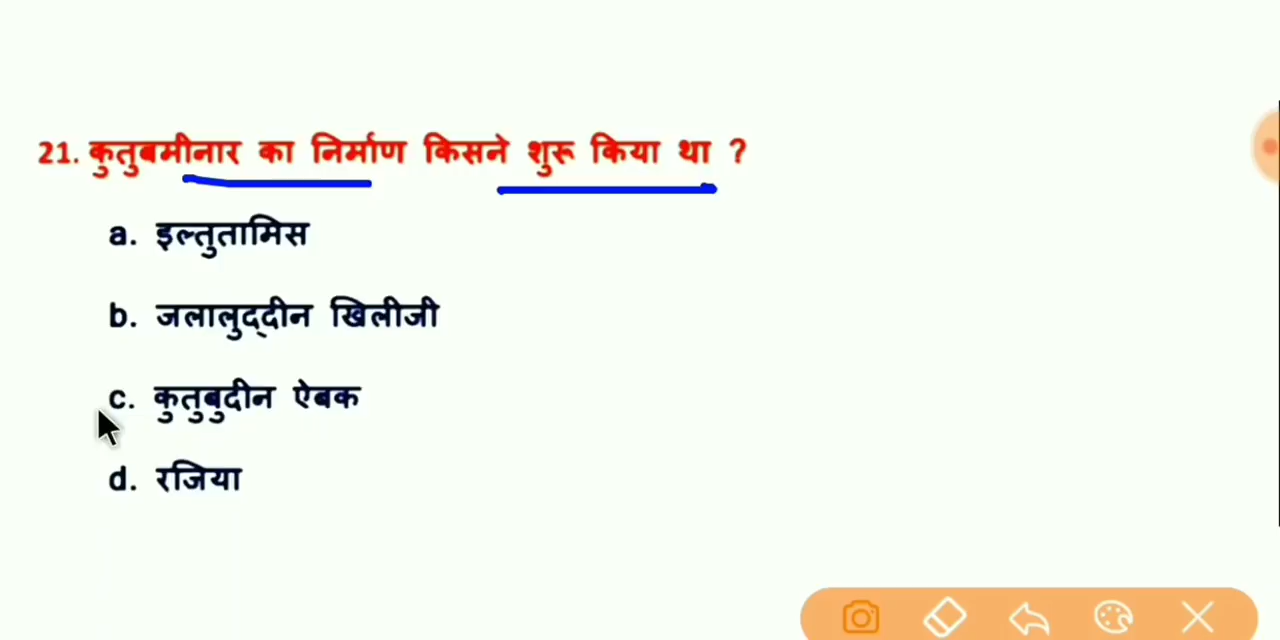 21. कुतुबमीनार का निर्माण किसने शुरू किया था ?
a. इल्तुतामिस
b. जलालुद्दीन खिलीजी
c. कुतुबुदीन ऐबक
d. रजिया